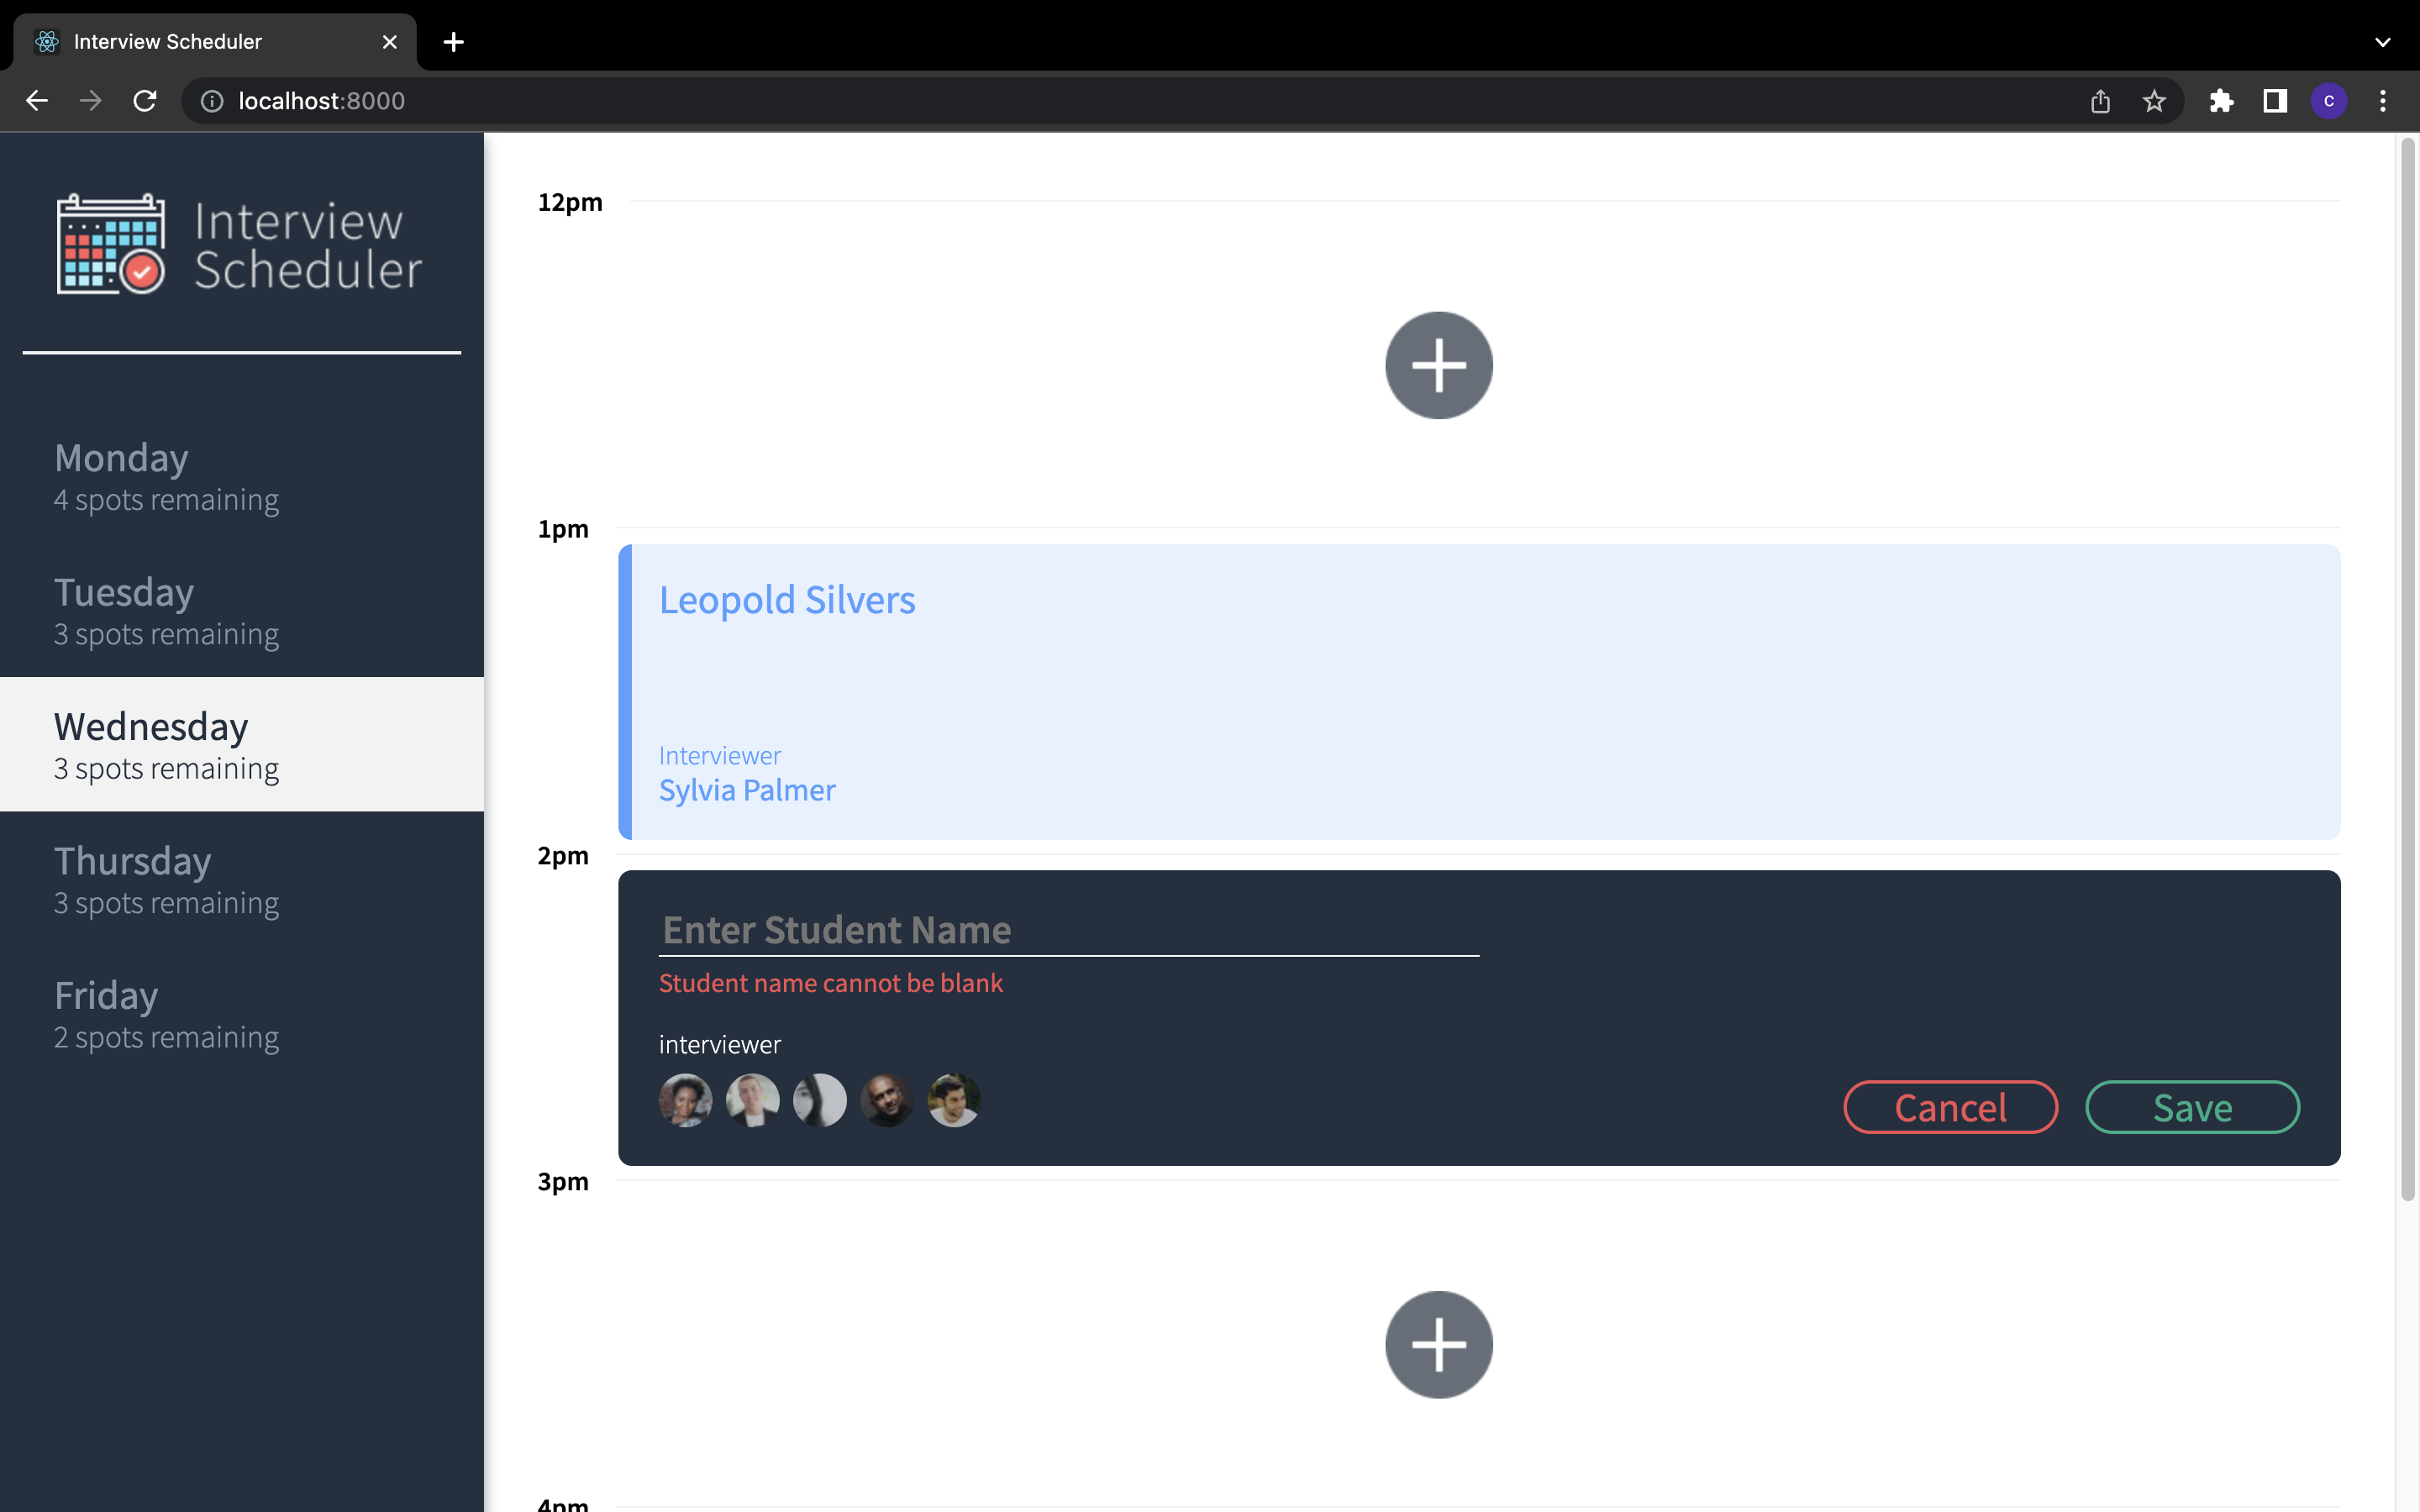 Interview Scheduler
localhost:8000
C
Interview
Scheduler
Monday
4 spots remaining
Tuesday
3 spots remaining
Wednesday
3 spots remaining
Thursday
3 spots remaining
Friday
2 spots remaining
12pm
1pm
Leopold Silvers
Interviewer
Sylvia Palmer
2pm
Enter Student Name
Student name cannot be blank
interviewer
Cancel
Save
3pm
4pm